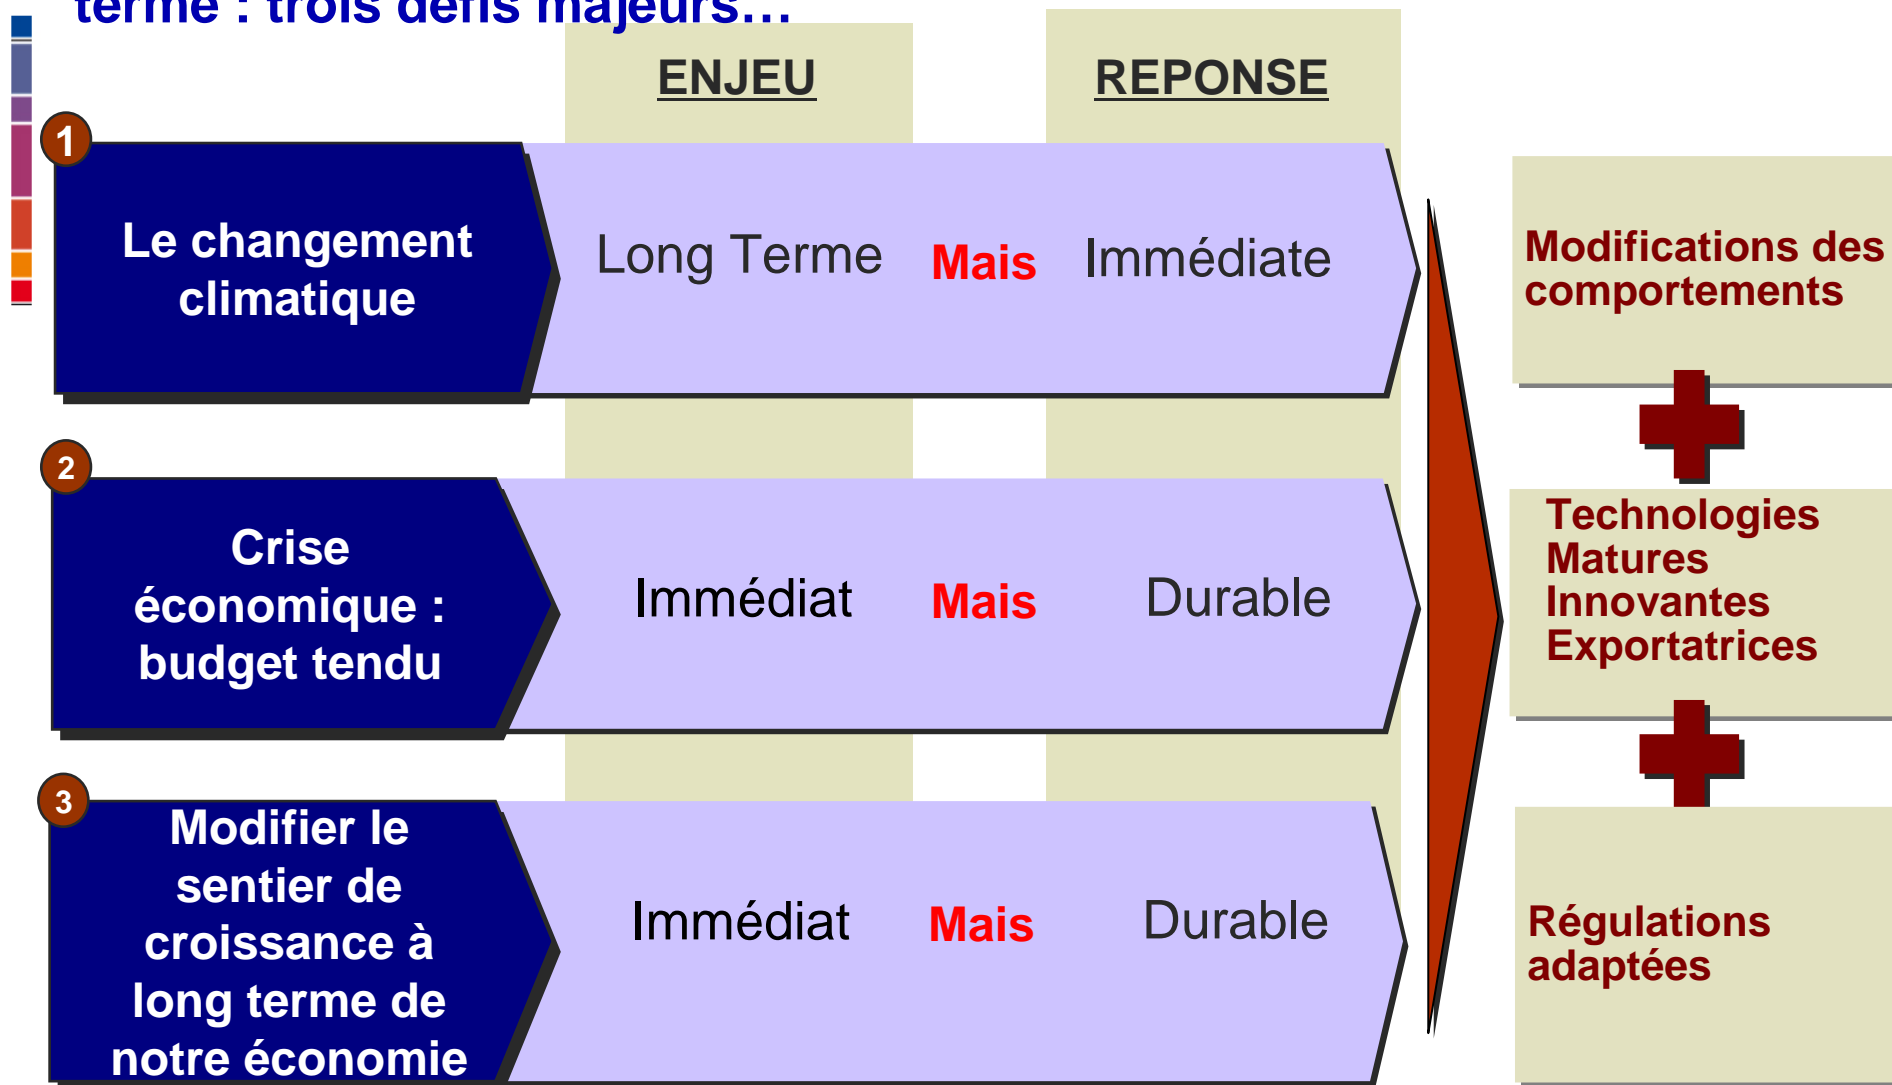 terme : trois défis majeurs…
ENJEU
REPONSE
1
Le changement
climatique
Long Terme
Mais
Immédiate
Modifications des
comportements
2
Crise
économique :
budget tendu
Immédiat
Mais
Durable
Technologies
Matures
Innovantes
Exportatrices
3
Modifier le
sentier de
croissance à
long terme de
notre économie
Immédiat
Mais
Durable
Régulations
adaptées